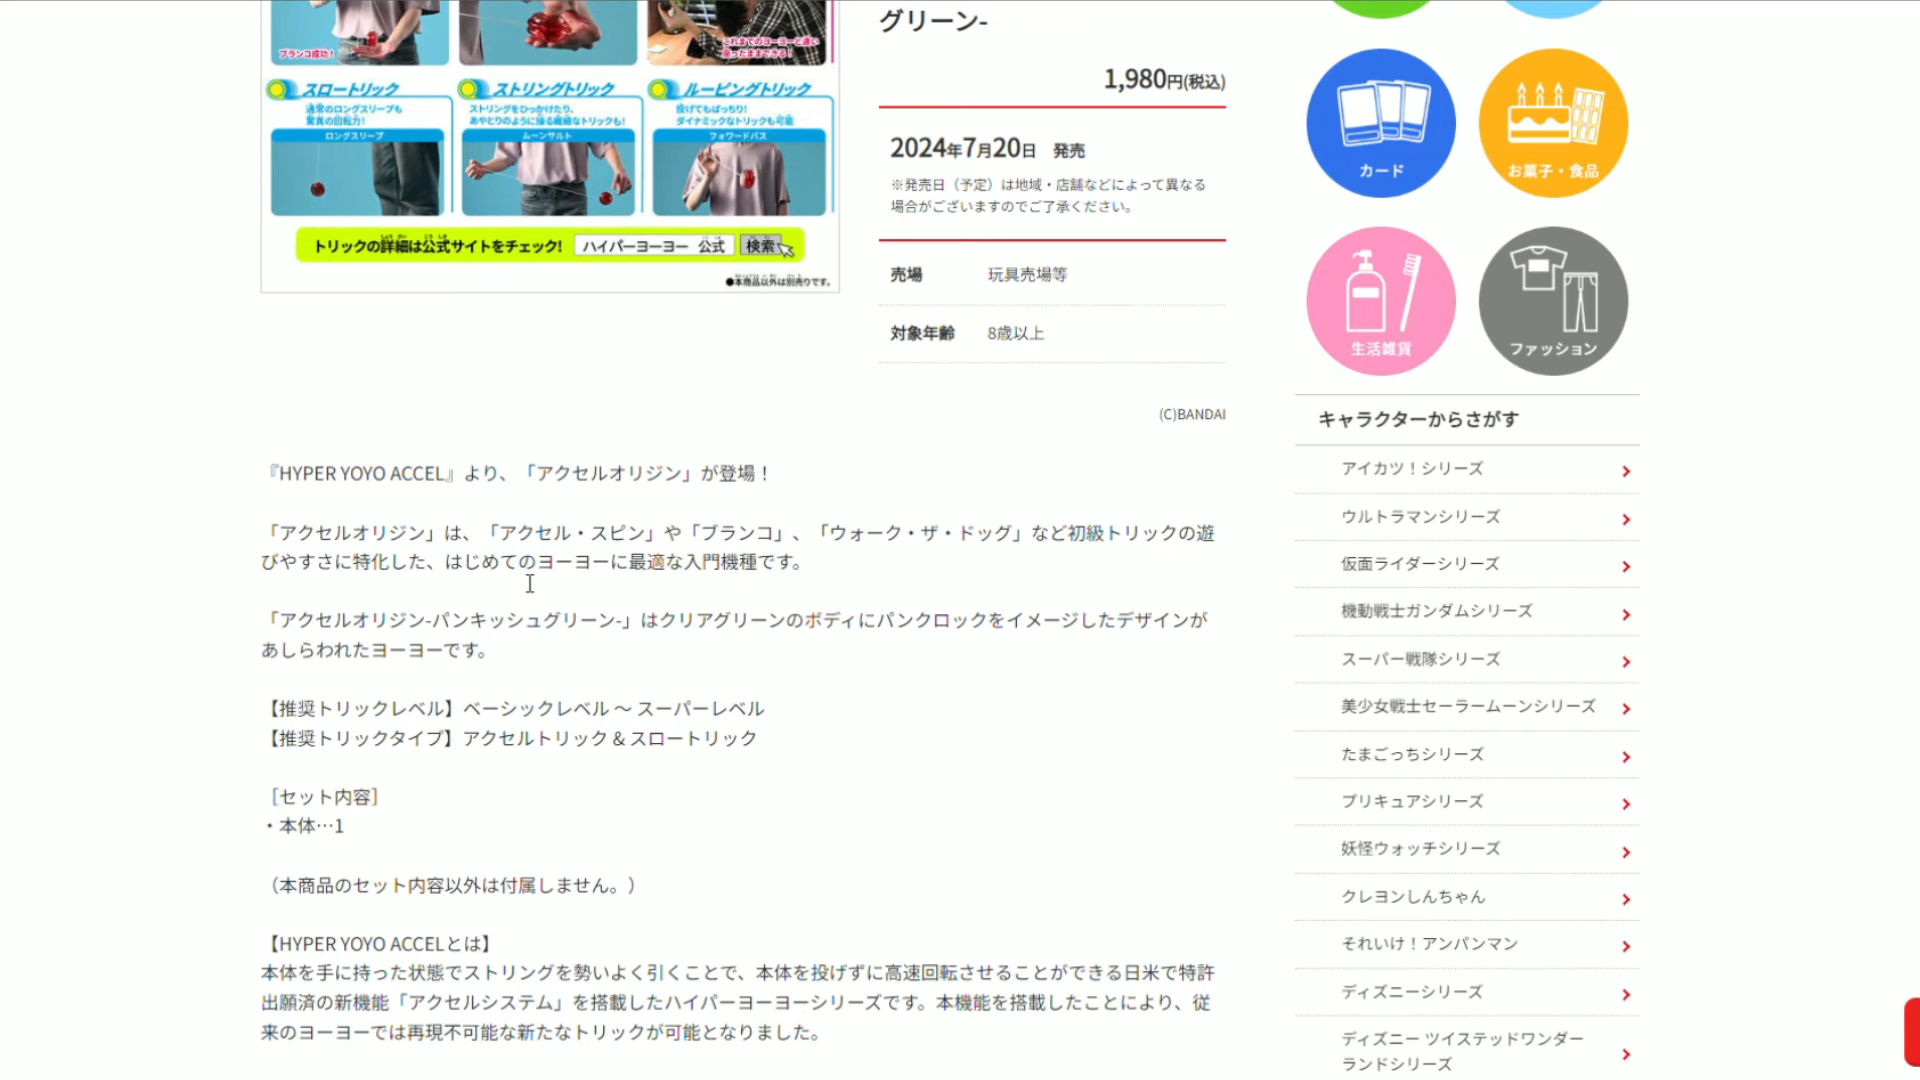 ブランコ成功!
これまでのヨーヨーと違い
座ったままできる!
スロートリック
通常のロングスリープも
驚異の回転力!
ロングスリープ
ストリングトリック
ストリングをひっかけたり、
あやとりのように操る繊細なトリックも!
ムーンサルト
ルーピングトリック
投げてもばっちり!
ダイナミックなトリックも可能
フォワードパス
トリックの詳細は公式サイトをチェック! ハイパーヨーヨー 公式 検索
●本商品以外は別売りです。
グリーン-
1,980円(税込)
2024年7月20日 発売
※発売日（予定）は地域・店舗などによって異なる
場合がございますのでご了承ください。
売場 玩具売場等
対象年齢 8歳以上
(C)BANDAI
『HYPER YOYO ACCEL』より、「アクセルオリジン」が登場！
「アクセルオリジン」は、「アクセル・スピン」や「ブランコ」、「ウォーク・ザ・ドッグ」など初級トリックの遊
びやすさに特化した、はじめてのヨーヨーに最適な入門機種です。
「アクセルオリジン-パンキッシュグリーン-」はクリアグリーンのボディにパンクロックをイメージしたデザインが
あしらわれたヨーヨーです。
【推奨トリックレベル】ベーシックレベル ～ スーパーレベル
【推奨トリックタイプ】アクセルトリック & スロートリック
［セット内容］
・本体…1
（本商品のセット内容以外は付属しません。）
【HYPER YOYO ACCELとは】
本体を手に持った状態でストリングを勢いよく引くことで、本体を投げずに高速回転させることができる日米で特許
出願済の新機能「アクセルシステム」を搭載したハイパーヨーヨーシリーズです。本機能を搭載したことにより、従
来のヨーヨーでは再現不可能な新たなトリックが可能となりました。
カード
お菓子・食品
生活雑貨
ファッション
キャラクターからさがす
アイカツ！シリーズ
ウルトラマンシリーズ
仮面ライダーシリーズ
機動戦士ガンダムシリーズ
スーパー戦隊シリーズ
美少女戦士セーラームーンシリーズ
たまごっちシリーズ
プリキュアシリーズ
妖怪ウォッチシリーズ
クレヨンしんちゃん
それいけ！アンパンマン
ディズニーシリーズ
ディズニー ツイステッドワンダー
ランドシリーズ